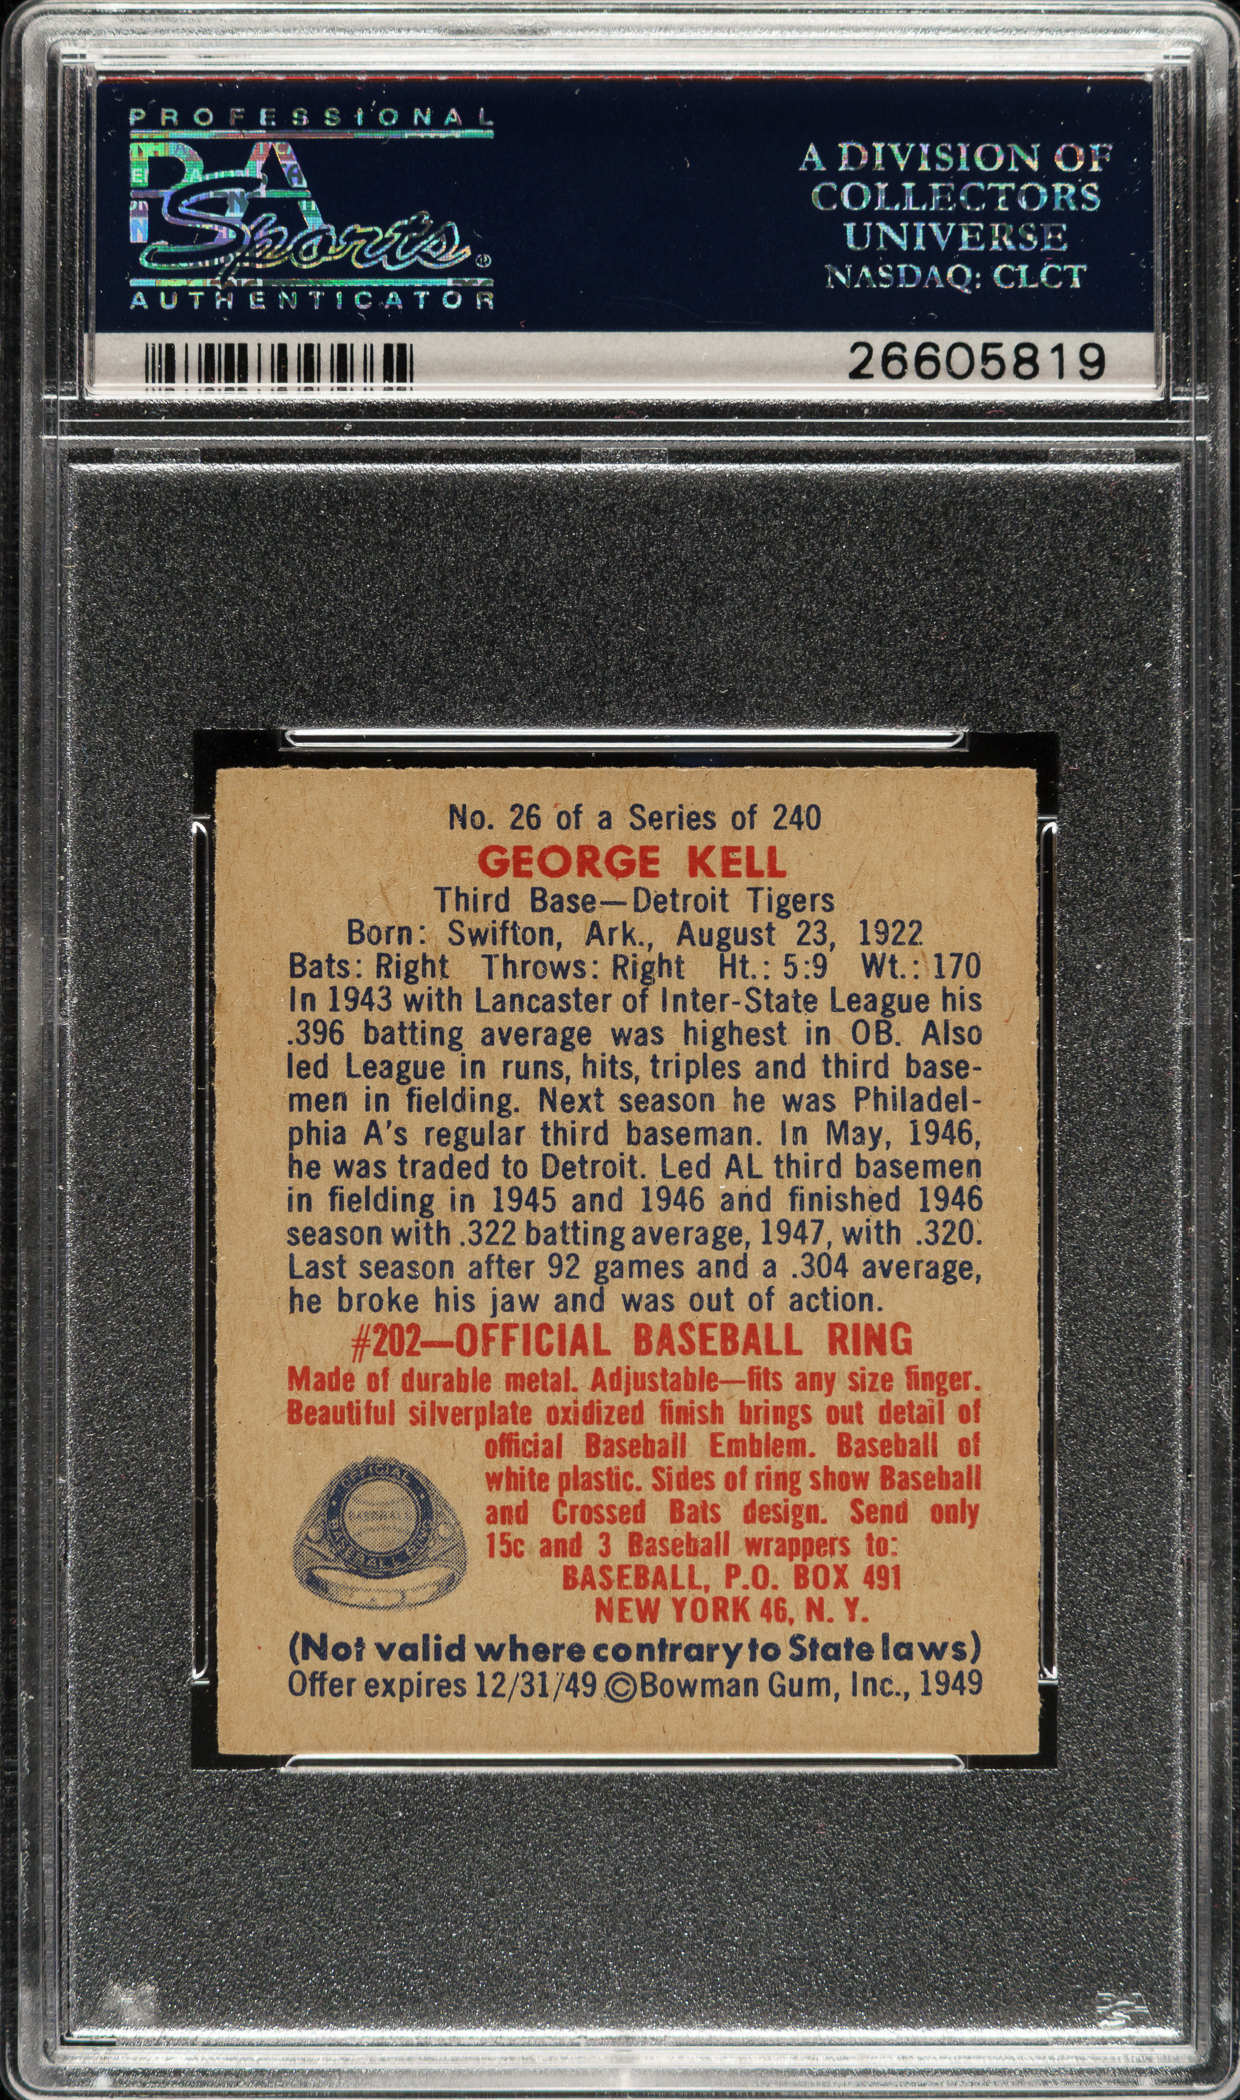 PROFESSIONAL
PSA
Sports®
AUTHENTICATOR
A DIVISION OF
COLLECTORS
UNIVERSE
NASDAQ: CLCT
26605819
No. 26 of a Series of 240
GEORGE KELL
Third Base—Detroit Tigers
Born: Swifton, Ark., August 23, 1922
Bats: Right Throws: Right Ht.: 5:9 Wt.: 170
In 1943 with Lancaster of Inter-State League his
.396 batting average was highest in OB. Also
led League in runs, hits, triples and third base-
men in fielding. Next season he was Philadel-
phia A's regular third baseman. In May, 1946,
he was traded to Detroit. Led AL third basemen
in fielding in 1945 and 1946 and finished 1946
season with .322 batting average, 1947, with .320.
Last season after 92 games and a .304 average,
he broke his jaw and was out of action.
#202—OFFICIAL BASEBALL RING
Made of durable metal. Adjustable—fits any size finger.
Beautiful silverplate oxidized finish brings out detail of
official Baseball Emblem. Baseball of
white plastic. Sides of ring show Baseball
and Crossed Bats design. Send only
15c and 3 Baseball wrappers to:
BASEBALL, P.O. BOX 491
NEW YORK 46, N. Y.
OFFICIAL
BASEBALL
BASEBALL RING
(Not valid where contrary to State laws)
Offer expires 12/31/49 ©Bowman Gum, Inc., 1949
PSA